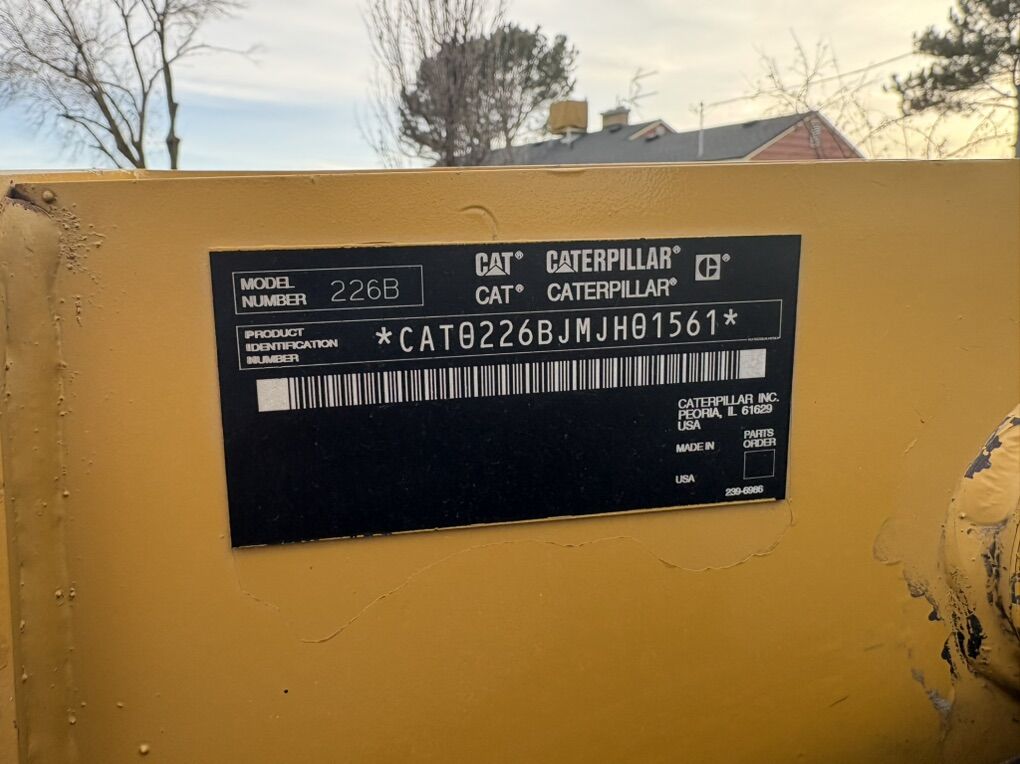 MODEL NUMBER 226B
CAT® CATERPILLAR® C®
CAT® CATERPILLAR®
PRODUCT IDENTIFICATION NUMBER *CAT0226BJMJH01561*
CATERPILLAR INC.
PEORIA, IL 61629
USA
MADE IN
USA
PARTS
ORDER
239-6986